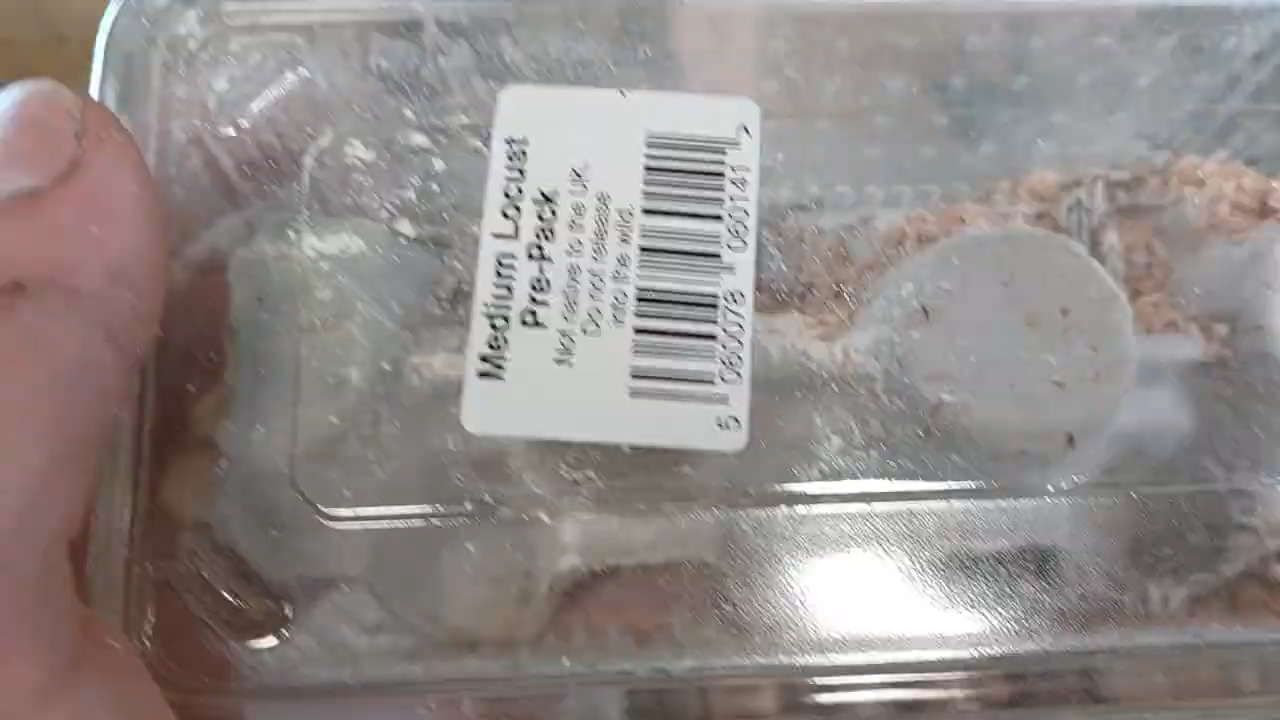 Medium Locust
Pre-Pack
Not native to the UK.
Do not release
into the wild.
5 060078 060141 >